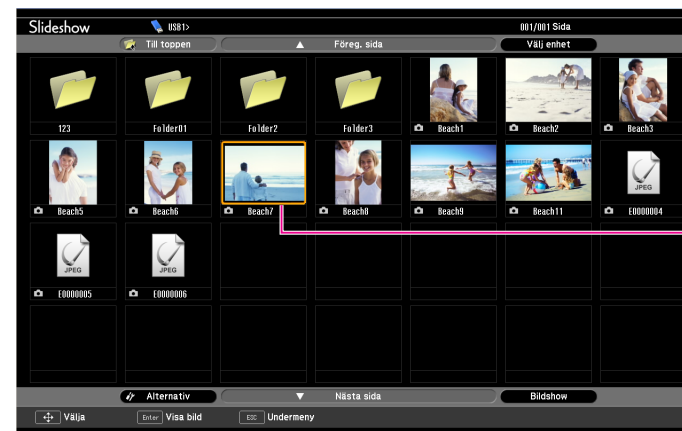 Slideshow USB1> 001/001 Sida
Till toppen Föreg. sida Välj enhet
123 Folder01 Folder2 Folder3 Beach1 Beach2 Beach3
JPEG
Beach5 Beach6 Beach7 Beach8 Beach9 Beach11 E0000004
JPEG JPEG
E0000005 E0000006
Alternativ Nästa sida Bildshow
Välja Enter Visa bild ESC Undermeny